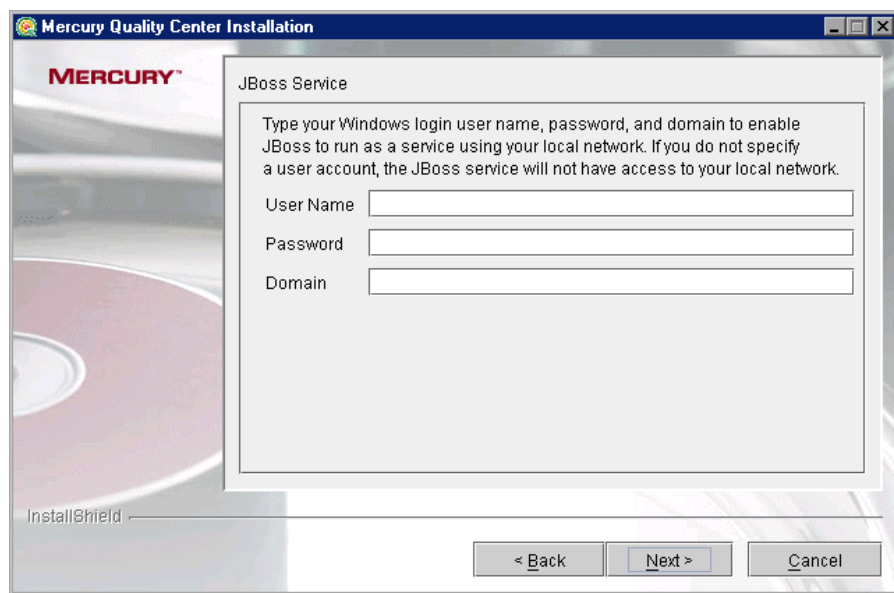 Mercury Quality Center Installation
MERCURY™
JBoss Service
Type your Windows login user name, password, and domain to enable
JBoss to run as a service using your local network. If you do not specify
a user account, the JBoss service will not have access to your local network.
User Name
Password
Domain
InstallShield
< Back
Next >
Cancel